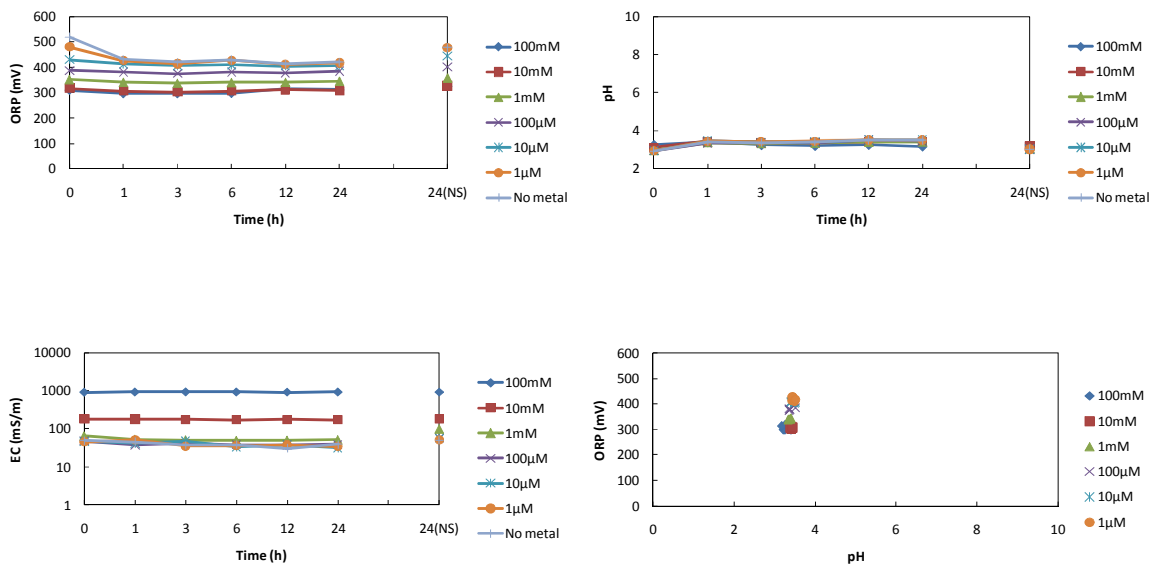 600
500
400
300
200
100
0
ORP (mV)
0 1 3 6 12 24 24(NS)
Time (h)
100mM
10mM
1mM
100μM
10μM
1μM
No metal
10
8
6
4
2
pH
0 1 3 6 12 24 24(NS)
Time (h)
100mM
10mM
1mM
100μM
10μM
1μM
No metal
10000
1000
100
10
1
EC (mS/m)
0 1 3 6 12 24 24(NS)
Time (h)
100mM
10mM
1mM
100μM
10μM
1μM
No metal
600
500
400
300
200
100
0
ORP (mV)
0 2 4 6 8 10
pH
100mM
10mM
1mM
100μM
10μM
1μM